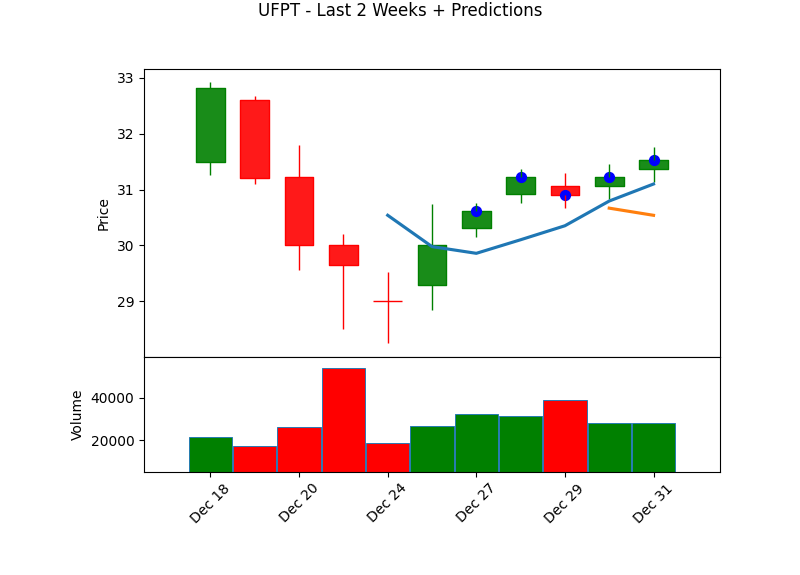 UFPT - Last 2 Weeks + Predictions
33
32
31
30
29
Price
40000
20000
Volume
Dec 18
Dec 20
Dec 24
Dec 27
Dec 29
Dec 31